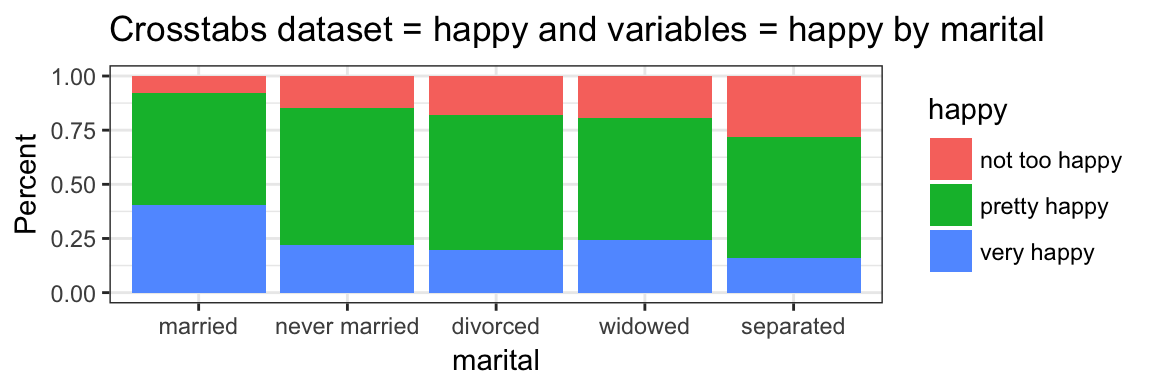 Crosstabs dataset = happy and variables = happy by marital
Percent
1.00
0.75
0.50
0.25
0.00
married never married divorced widowed separated
marital
happy
not too happy
pretty happy
very happy